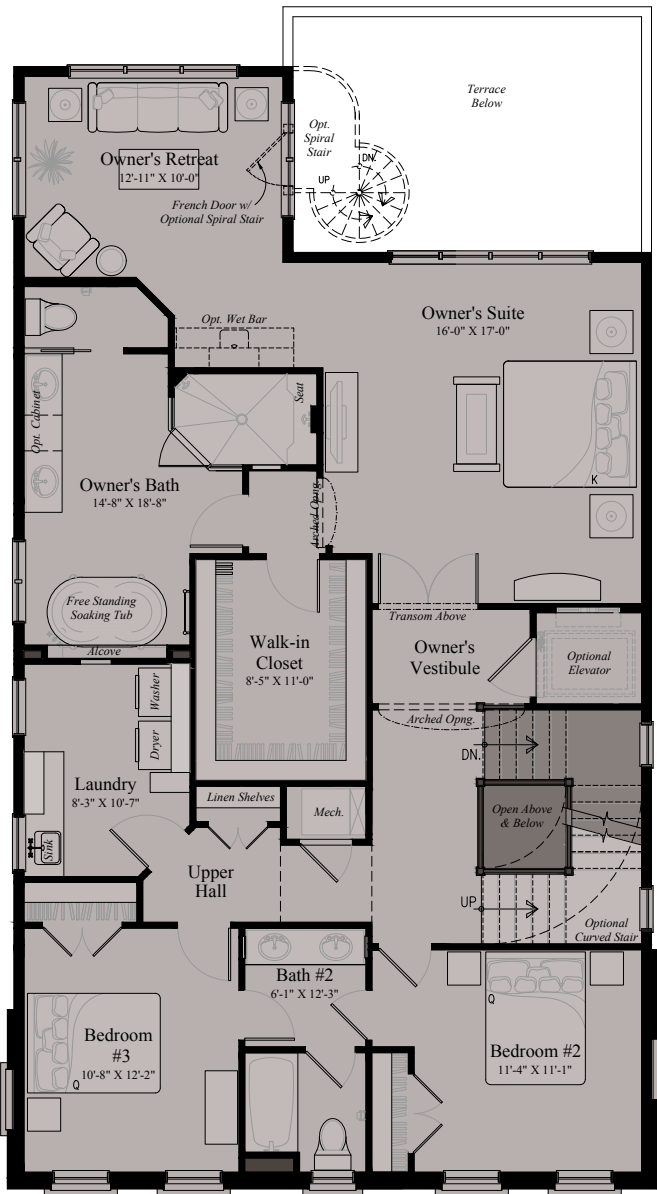 Terrace
Below
Opt.
Spiral
Stair
DN.
UP
Owner's Retreat
12'-11" X 10'-0"
French Door w/
Optional Spiral Stair
Opt. Wet Bar
Owner's Suite
16'-0" X 17'-0"
Seat
Opt. Cabinet
K
Owner's Bath
14'-8" X 18'-8"
Arched Opng.
Free Standing
Soaking Tub
Transom Above
Alcove
Walk-in
Closet
8'-5" X 11'-0"
Owner's
Vestibule
Optional
Elevator
Washer
Dryer
Arched Opng.
DN.
Laundry
8'-3" X 10'-7"
Linen Shelves
Mech.
Open Above
& Below
Sink
Upper
Hall
UP
Optional
Curved Stair
Bath #2
6'-1" X 12'-3"
Q
Bedroom
#3
10'-8" X 12'-2"
Q
Bedroom #2
11'-4" X 11'-1"